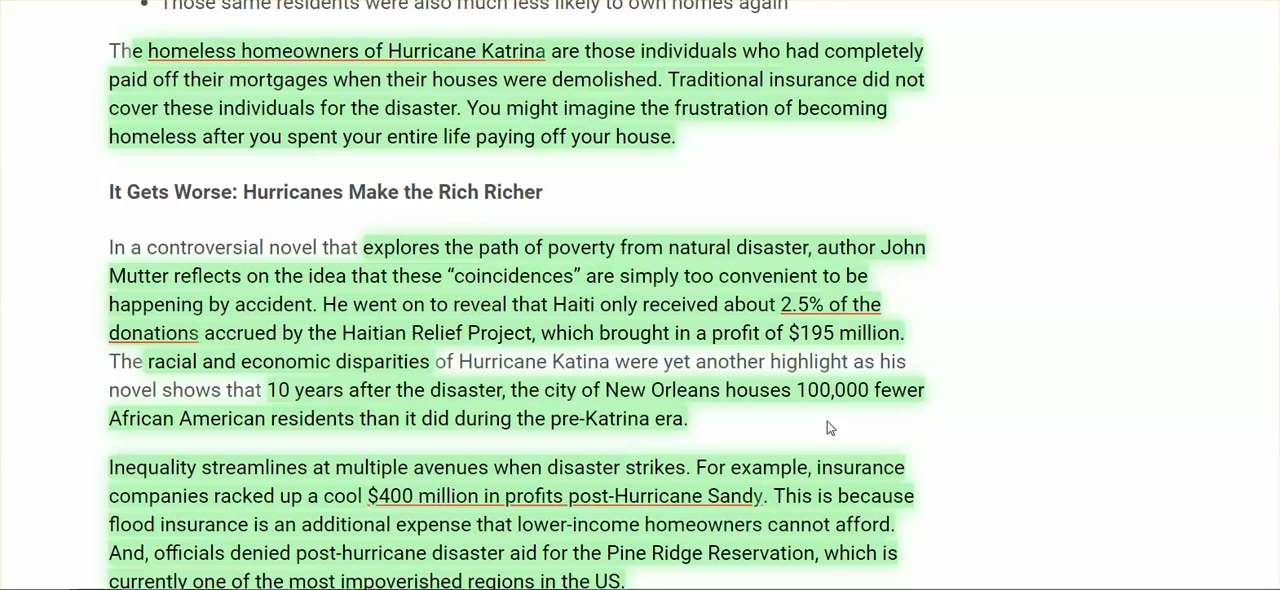 Those same residents were also much less likely to own homes again
The homeless homeowners of Hurricane Katrina are those individuals who had completely
paid off their mortgages when their houses were demolished. Traditional insurance did not
cover these individuals for the disaster. You might imagine the frustration of becoming
homeless after you spent your entire life paying off your house.
It Gets Worse: Hurricanes Make the Rich Richer
In a controversial novel that explores the path of poverty from natural disaster, author John
Mutter reflects on the idea that these “coincidences” are simply too convenient to be
happening by accident. He went on to reveal that Haiti only received about 2.5% of the
donations accrued by the Haitian Relief Project, which brought in a profit of $195 million.
The racial and economic disparities of Hurricane Katina were yet another highlight as his
novel shows that 10 years after the disaster, the city of New Orleans houses 100,000 fewer
African American residents than it did during the pre-Katrina era.
Inequality streamlines at multiple avenues when disaster strikes. For example, insurance
companies racked up a cool $400 million in profits post-Hurricane Sandy. This is because
flood insurance is an additional expense that lower-income homeowners cannot afford.
And, officials denied post-hurricane disaster aid for the Pine Ridge Reservation, which is
currently one of the most impoverished regions in the US.